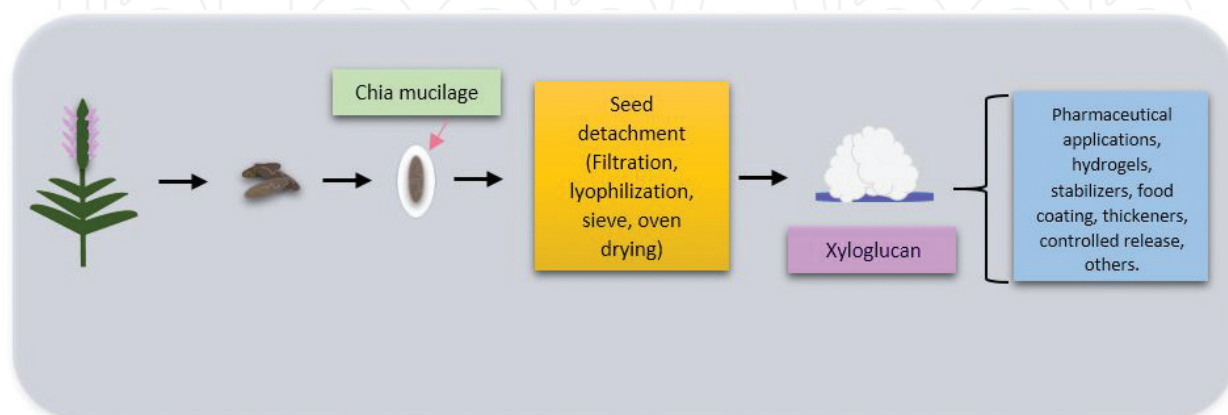 Chia mucilage
Seed
detachment
(Filtration,
lyophilization,
sieve, oven
drying)
Xyloglucan
Pharmaceutical
applications,
hydrogels,
stabilizers, food
coating, thickeners,
controlled release,
others.